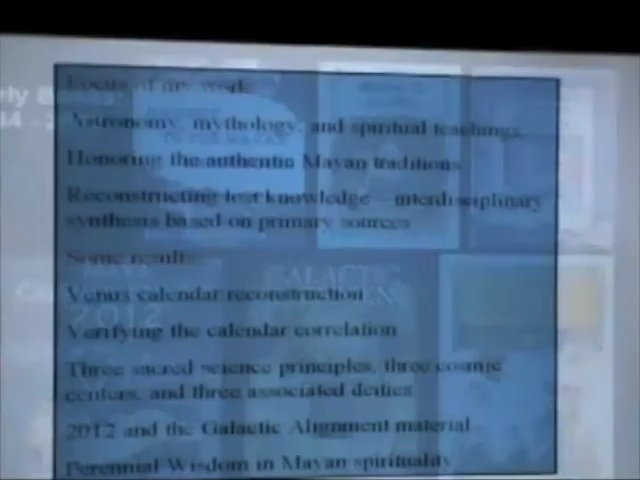 Focus of my work:
Astronomy, mythology, and spiritual teachings
Honoring the authentic Mayan traditions
Reconstructing lost knowledge – interdisciplinary
synthesis based on primary sources
Some results:
Venus calendar reconstruction
Verifying the calendar correlation
Three sacred science principles, three cosmic
centers, and three associated deities
2012 and the Galactic Alignment material
Perennial Wisdom in Mayan spirituality
GALACTIC
2012